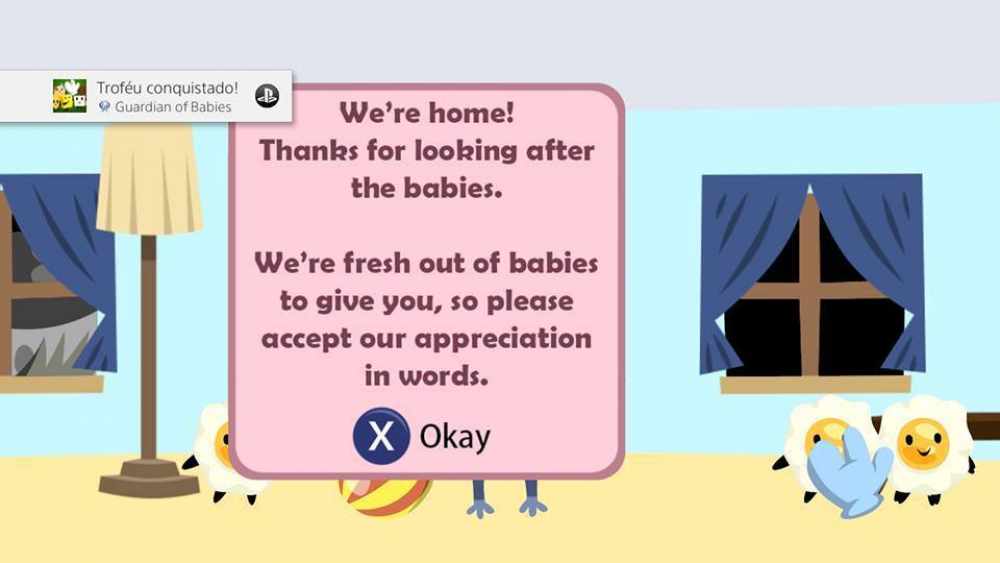 Troféu conquistado!
Guardian of Babies
We're home!
Thanks for looking after
the babies.
We're fresh out of babies
to give you, so please
accept our appreciation
in words.
X Okay